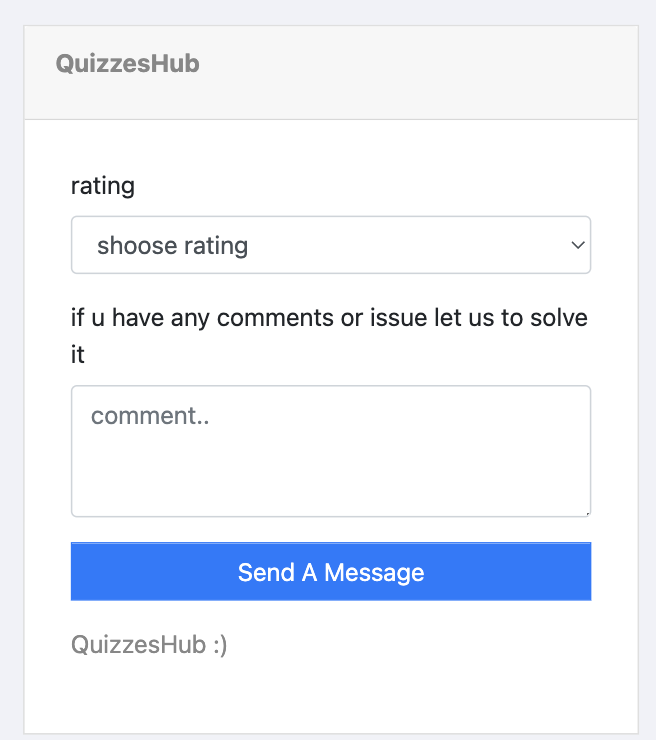 QuizzesHub
rating
shoose rating
if u have any comments or issue let us to solve
it
comment..
Send A Message
QuizzesHub :)